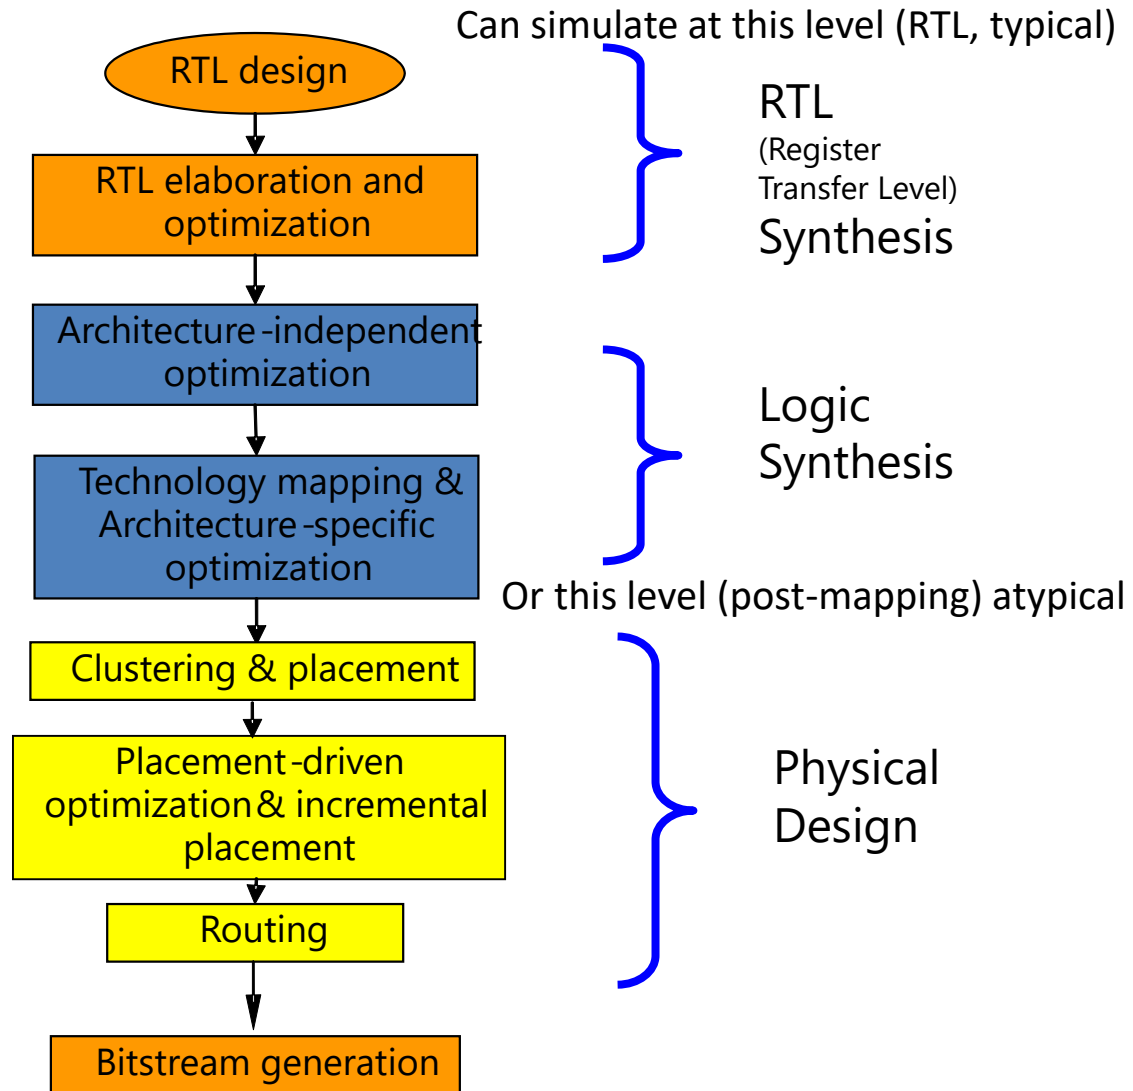 Can simulate at this level (RTL, typical)
RTL design
RTL elaboration and
optimization
RTL
(Register
Transfer Level)
Synthesis
Architecture-independent
optimization
Technology mapping &
Architecture-specific
optimization
Logic
Synthesis
Or this level (post-mapping) atypical
Clustering & placement
Placement-driven
optimization & incremental
placement
Routing
Physical
Design
Bitstream generation